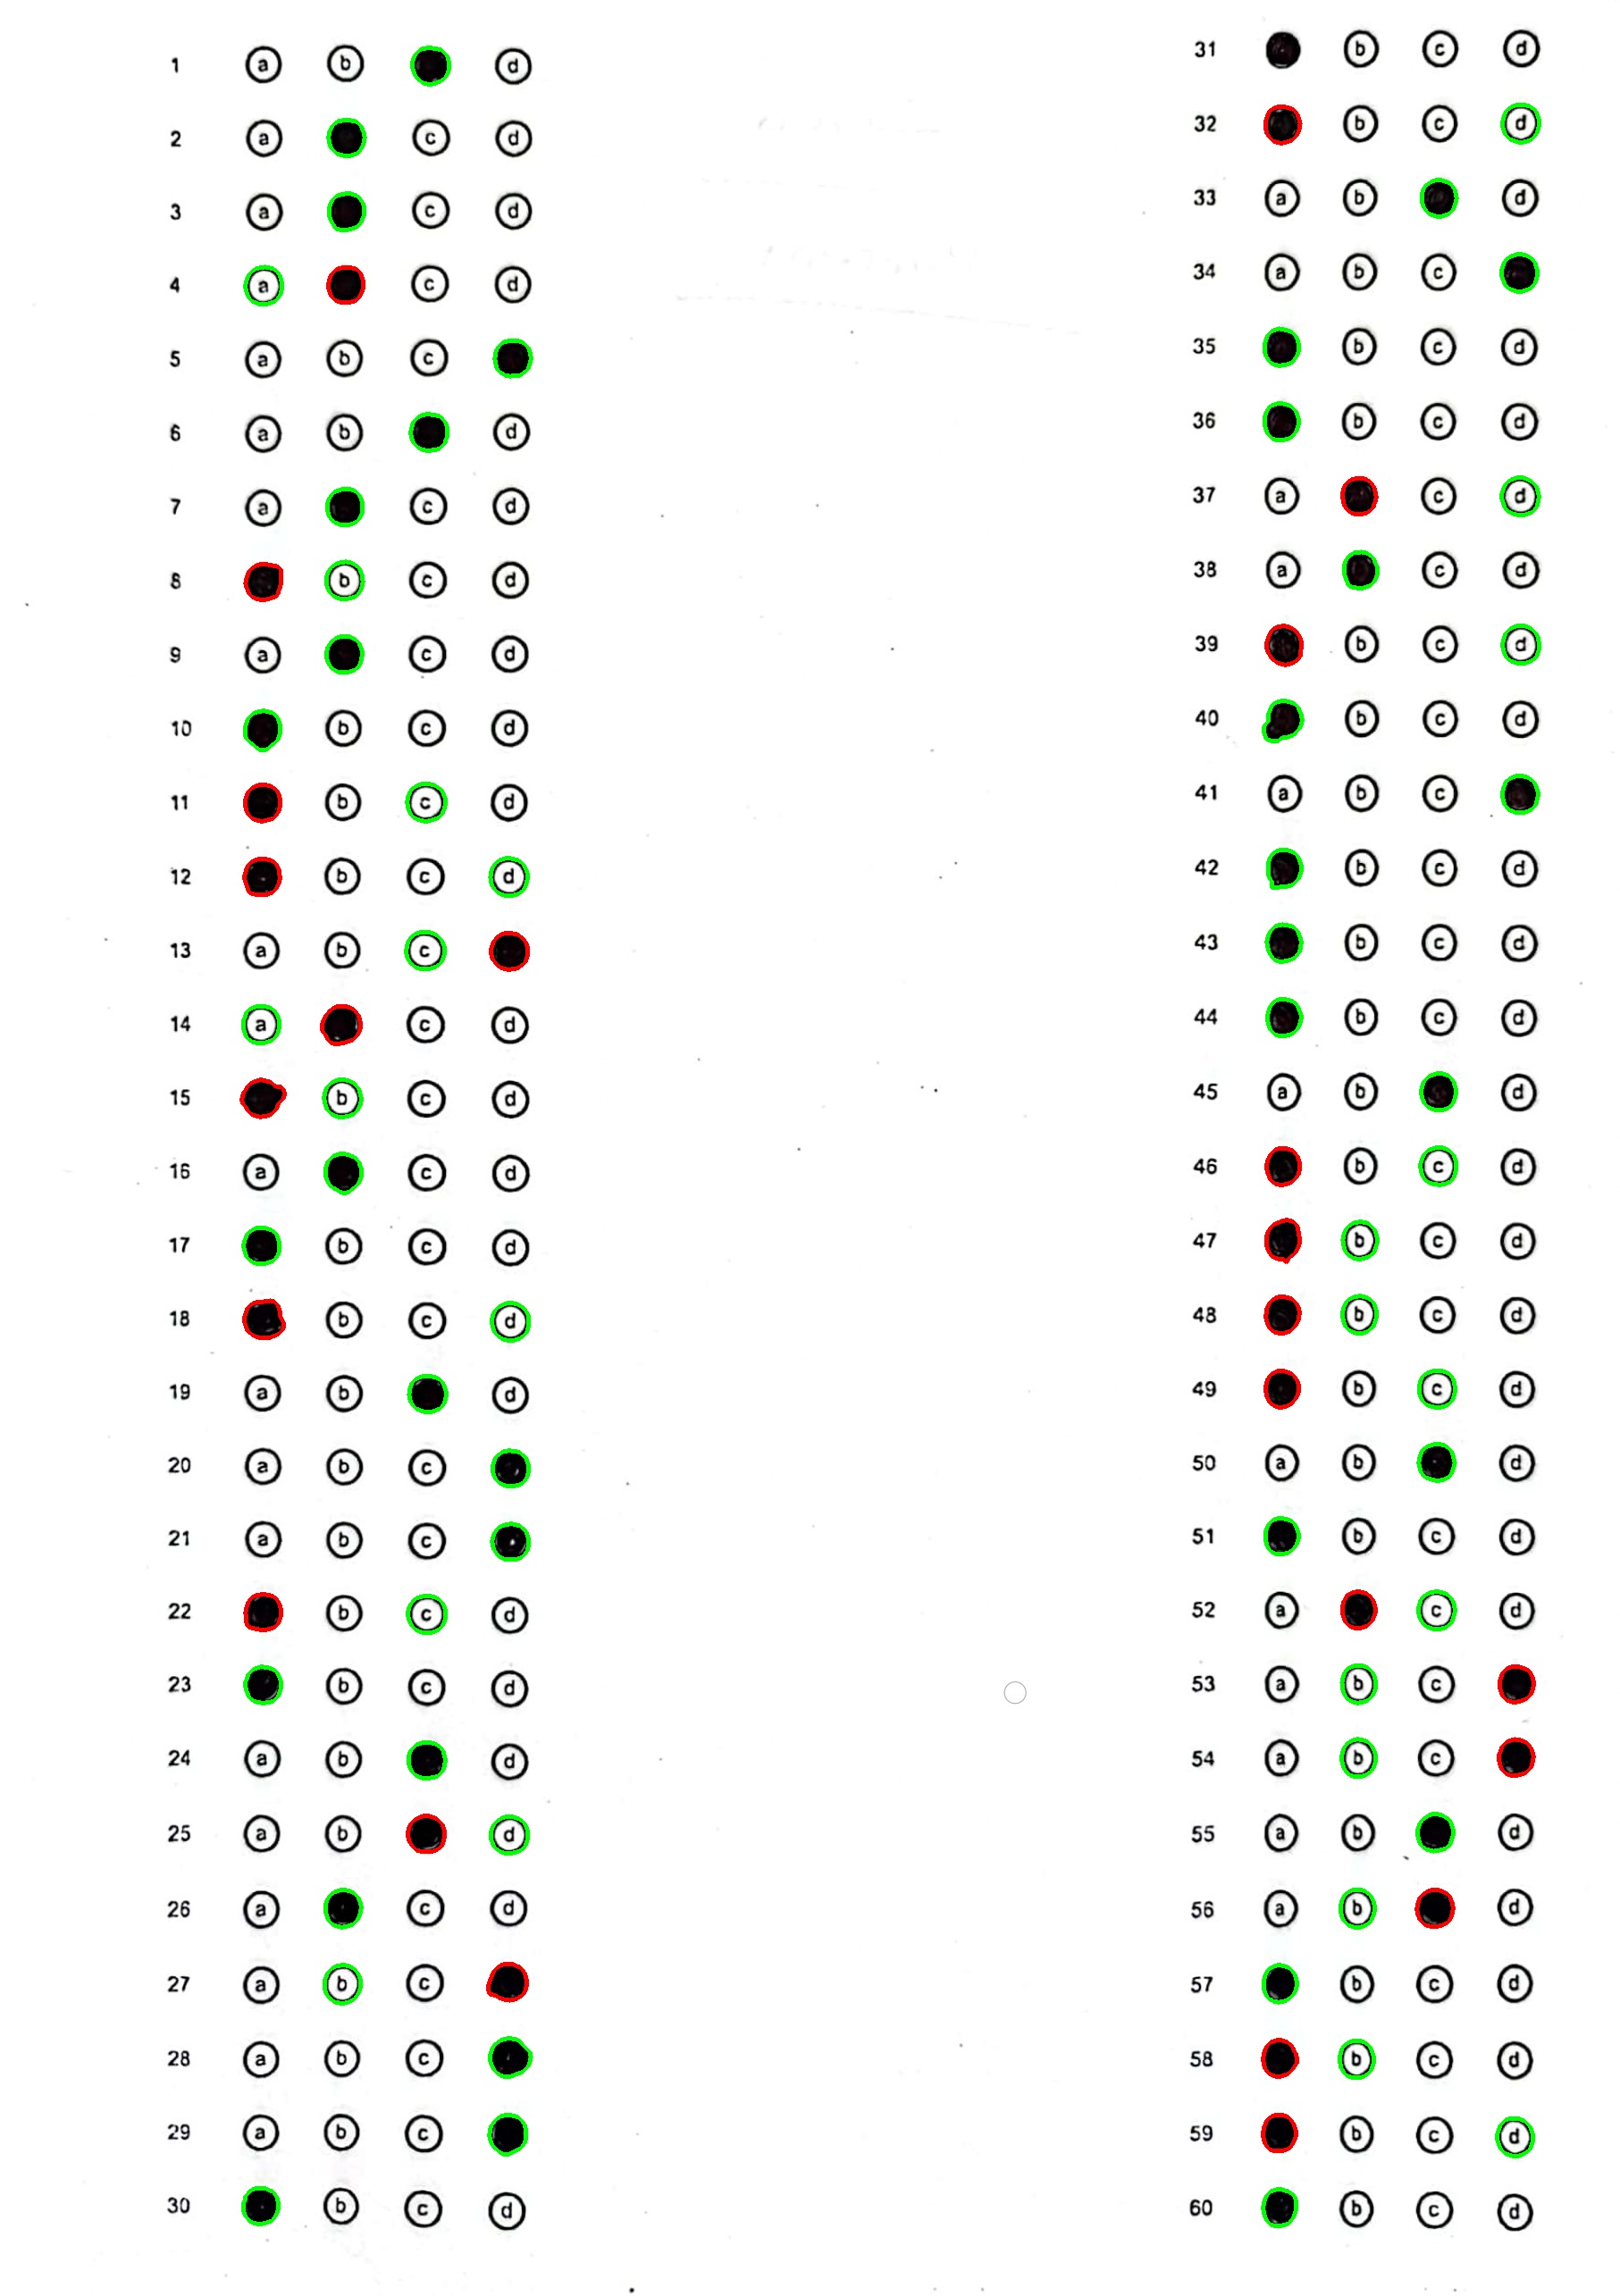 1 a b d
2 a c d
3 a c d
4 a c d
5 a b c
6 a b d
7 a c d
8 b c d
9 a c d
10 b c d
11 b c d
12 b c d
13 a b c
14 a c d
15 b c d
16 a c d
17 b c d
18 b c d
19 a b d
20 a b c
21 a b c
22 b c d
23 b c d
24 a b d
25 a b d
26 a c d
27 a b c
28 a b c
29 a b c
30 b c d
31 b c d
32 b c d
33 a b d
34 a b c
35 b c d
36 b c d
37 a c d
38 a c d
39 b c d
40 b c d
41 a b c
42 b c d
43 b c d
44 b c d
45 a b d
46 b c d
47 b c d
48 b c d
49 b c d
50 a b d
51 b c d
52 a c d
53 a b c
54 a b c
55 a b d
56 a b d
57 b c d
58 b c d
59 b c d
60 b c d